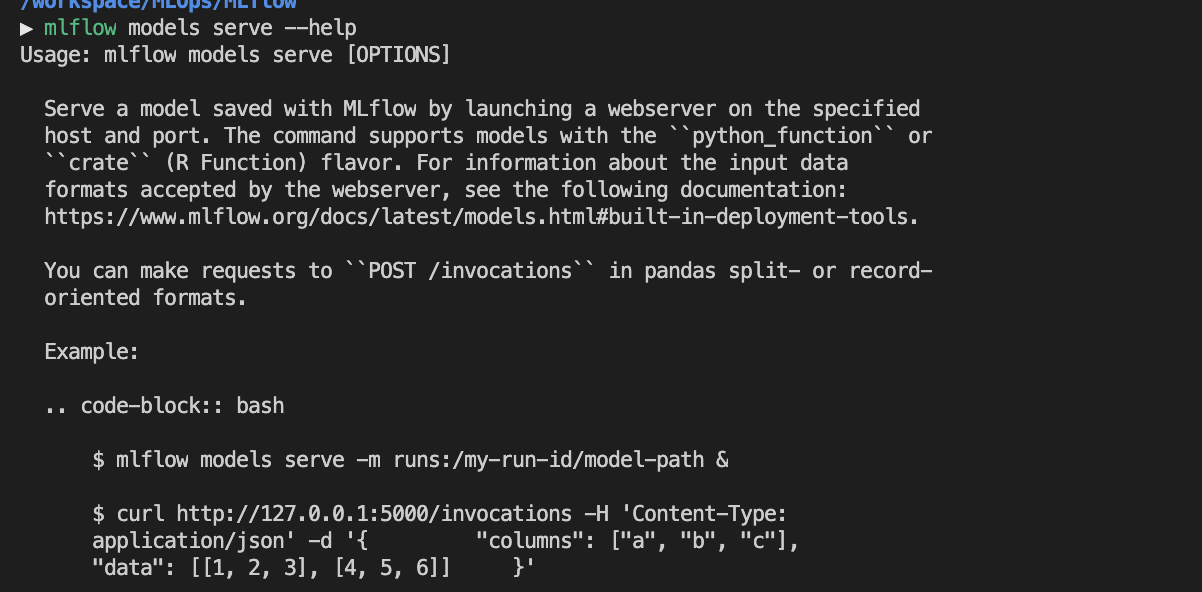 /workspace/MLOps/MLflow
▶ mlflow models serve --help
Usage: mlflow models serve [OPTIONS]
Serve a model saved with MLflow by launching a webserver on the specified
host and port. The command supports models with the ``python_function`` or
``crate`` (R Function) flavor. For information about the input data
formats accepted by the webserver, see the following documentation:
https://www.mlflow.org/docs/latest/models.html#built-in-deployment-tools.
You can make requests to ``POST /invocations`` in pandas split- or record-
oriented formats.
Example:
.. code-block:: bash
$ mlflow models serve -m runs:/my-run-id/model-path &
$ curl http://127.0.0.1:5000/invocations -H 'Content-Type:
application/json' -d '{         "columns": ["a", "b", "c"],
"data": [[1, 2, 3], [4, 5, 6]]     }'